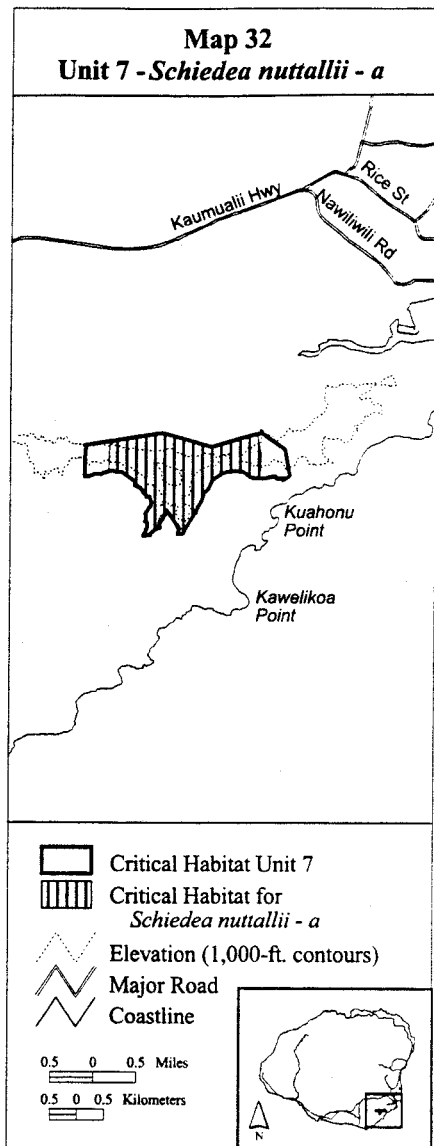 Map 32
Unit 7 - Schiedea nuttallii - a
Kaumualii Hwy
Rice St
Nawiliwili Rd
Kuahonu
Point
Kawelikoa
Point
Critical Habitat Unit 7
Critical Habitat for
Schiedea nuttallii - a
Elevation (1,000-ft. contours)
Major Road
Coastline
0.5 0 0.5 Miles
0.5 0 0.5 Kilometers
N